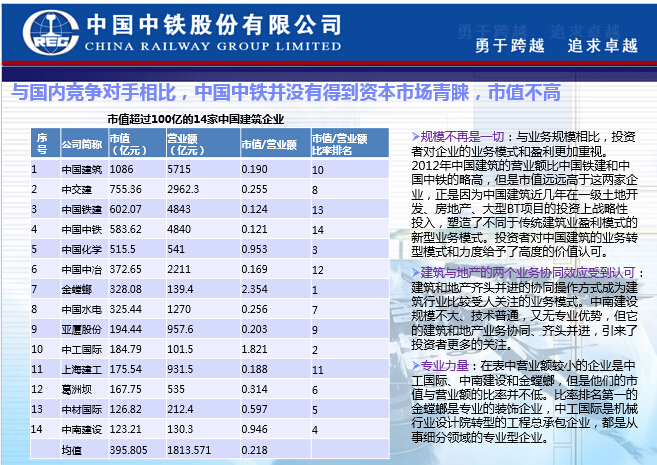 中国中铁股份有限公司
CHINA RAILWAY GROUP LIMITED
CREC
勇于跨越 追求卓越
勇于跨越 追求卓越
与国内竞争对手相比，中国中铁并没有得到资本市场青睐，市值不高
市值超过100亿的14家中国建筑企业
序号 公司简称 市值（亿元） 营业额（亿元） 市值/营业额 市值/营业额比率排名
1 中国建筑 1086 5715 0.190 10
2 中交建 755.36 2962.3 0.255 8
3 中国铁建 602.07 4843 0.124 13
4 中国中铁 583.62 4840 0.121 14
5 中国化学 515.5 541 0.953 3
6 中国中冶 372.65 2211 0.169 12
7 金螳螂 328.08 139.4 2.354 1
8 中国水电 325.44 1270 0.256 7
9 亚厦股份 194.44 957.6 0.203 9
10 中工国际 184.79 101.5 1.821 2
11 上海建工 175.54 931.5 0.188 11
12 葛洲坝 167.75 535 0.314 6
13 中材国际 126.82 212.4 0.597 5
14 中南建设 123.21 130.3 0.946 4
均值 395.805 1813.571 0.218
规模不再是一切：与业务规模相比，投资
者对企业的业务模式和盈利更加重视。
2012年中国建筑的营业额比中国铁建和中
国中铁的略高，但是市值远远高于这两家企
业，正是因为中国建筑近几年在一级土地开
发、房地产、大型BT项目的投资上战略性
投入，塑造了不同于传统建筑业盈利模式的
新型业务模式。投资者对中国建筑的业务转
型模式和力度给予了高度的价值认可。
建筑与地产的两个业务协同效应受到认可：
建筑和地产齐头并进的协同操作方式成为建
筑行业比较受人关注的业务模式。中南建设
规模不大、技术普通，又无专业优势，但它
的建筑和地产业务协同、齐头并进，引来了
投资者更多的关注。
专业力量：在表中营业额较小的企业是中
工国际、中南建设和金螳螂，但是他们的市
值与营业额的比率并不低。比率排名第一的
金螳螂是专业的装饰企业，中工国际是机械
行业设计院转型的工程总承包企业，都是从
事细分领域的专业型企业。